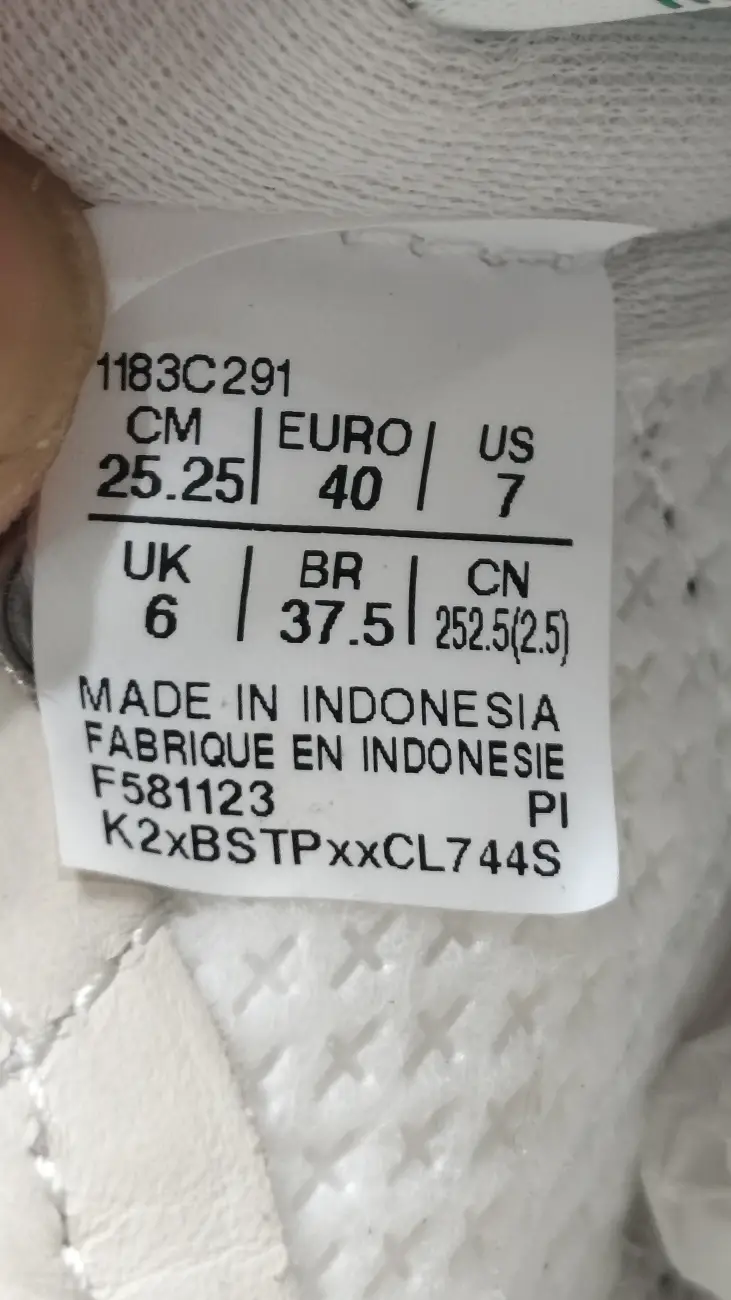 1183C291
CM | EURO | US
25.25 | 40 | 7
UK | BR | CN
6 | 37.5 | 252.5(2.5)
MADE IN INDONESIA
FABRIQUE EN INDONESIE
F581123 PI
K2xBSTPxxCL744S